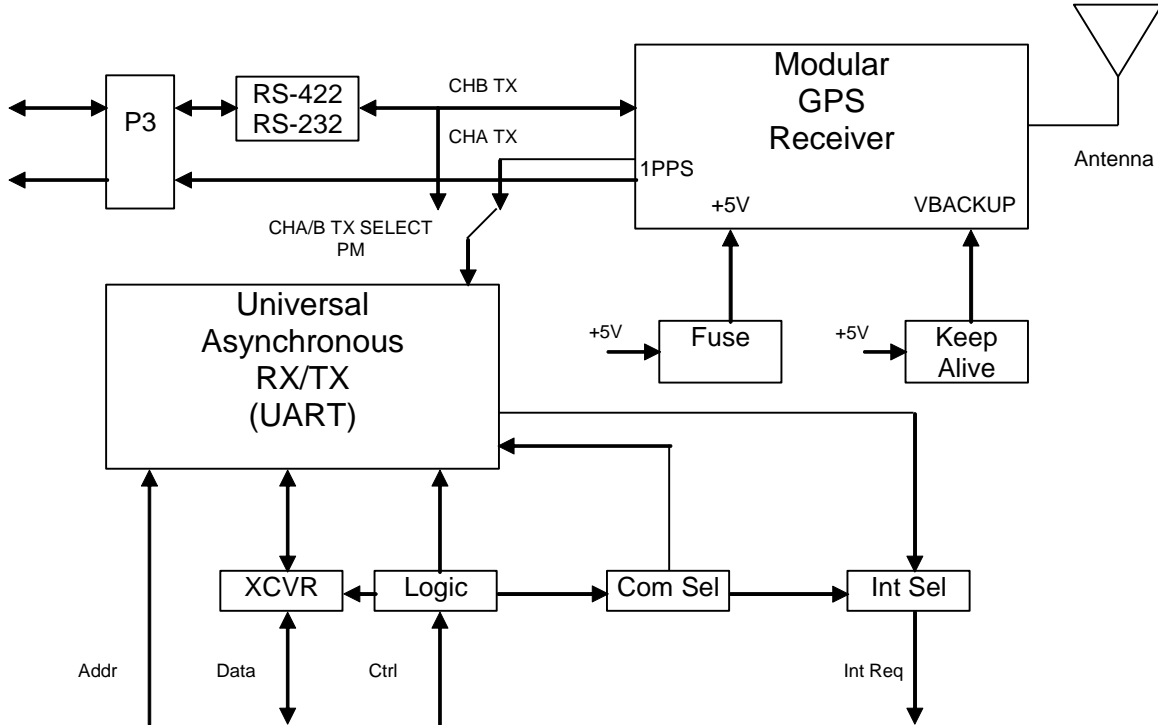 Modular
GPS
Receiver
RS-422
RS-232
P3
CHB TX
CHA TX
1PPS
Antenna
+5V
VBACKUP
CHA/B TX SELECT
PM
Universal
Asynchronous
RX/TX
(UART)
+5V
Fuse
+5V
Keep
Alive
XCVR
Logic
Com Sel
Int Sel
Addr
Data
Ctrl
Int Req